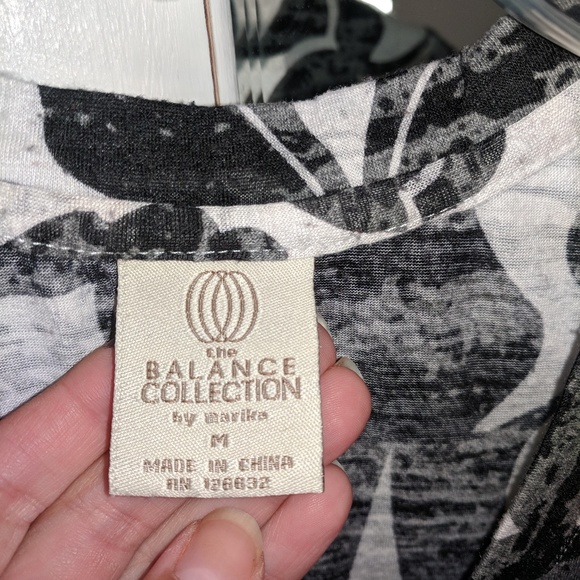 the
BALANCE
COLLECTION
by marika
M
MADE IN CHINA
RN 126632